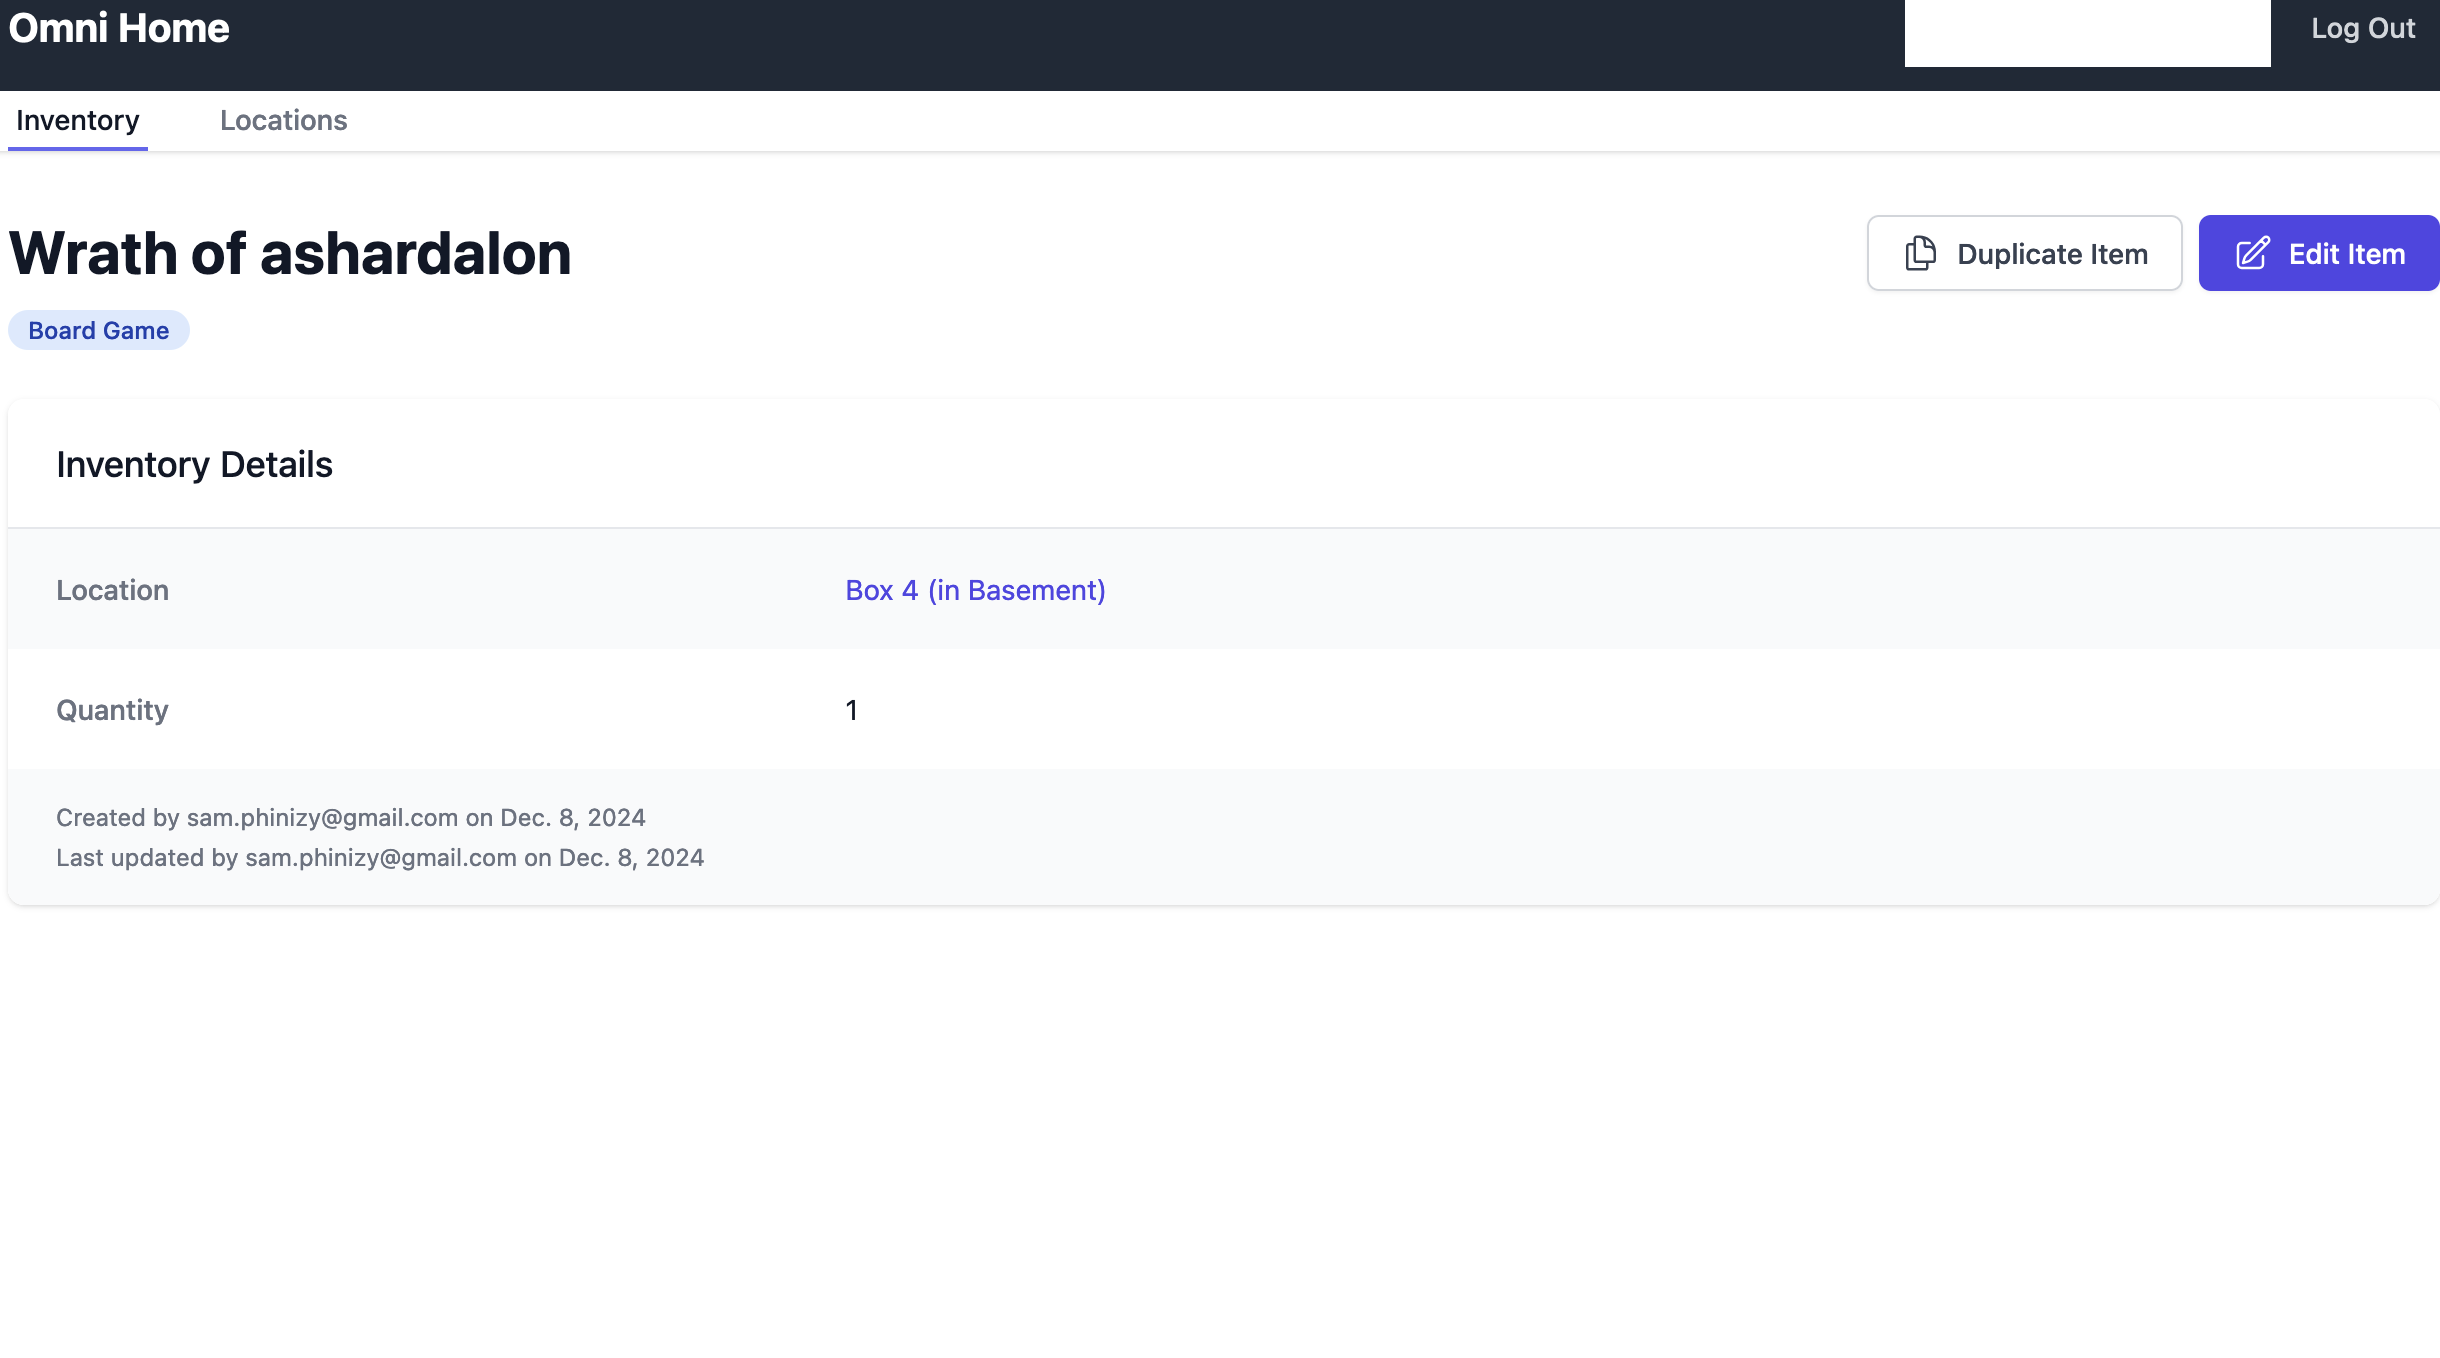 Omni Home
Log Out
Inventory
Locations
Wrath of ashardalon
Duplicate Item
Edit Item
Board Game
Inventory Details
Location
Box 4 (in Basement)
Quantity
1
Created by sam.phinizy@gmail.com on Dec. 8, 2024
Last updated by sam.phinizy@gmail.com on Dec. 8, 2024